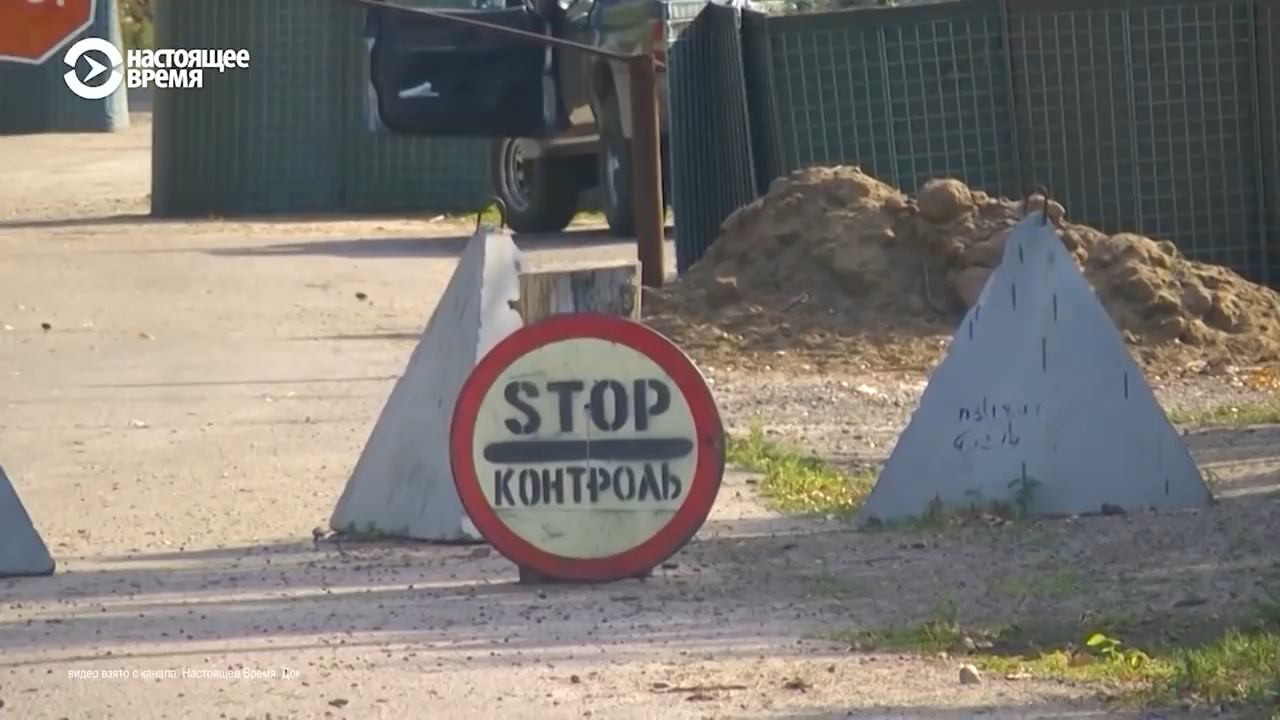 НАСТОЯЩЕЕ
ВРЕМЯ
STOP
КОНТРОЛЬ
видео взято с канала: Настоящее Время. Док